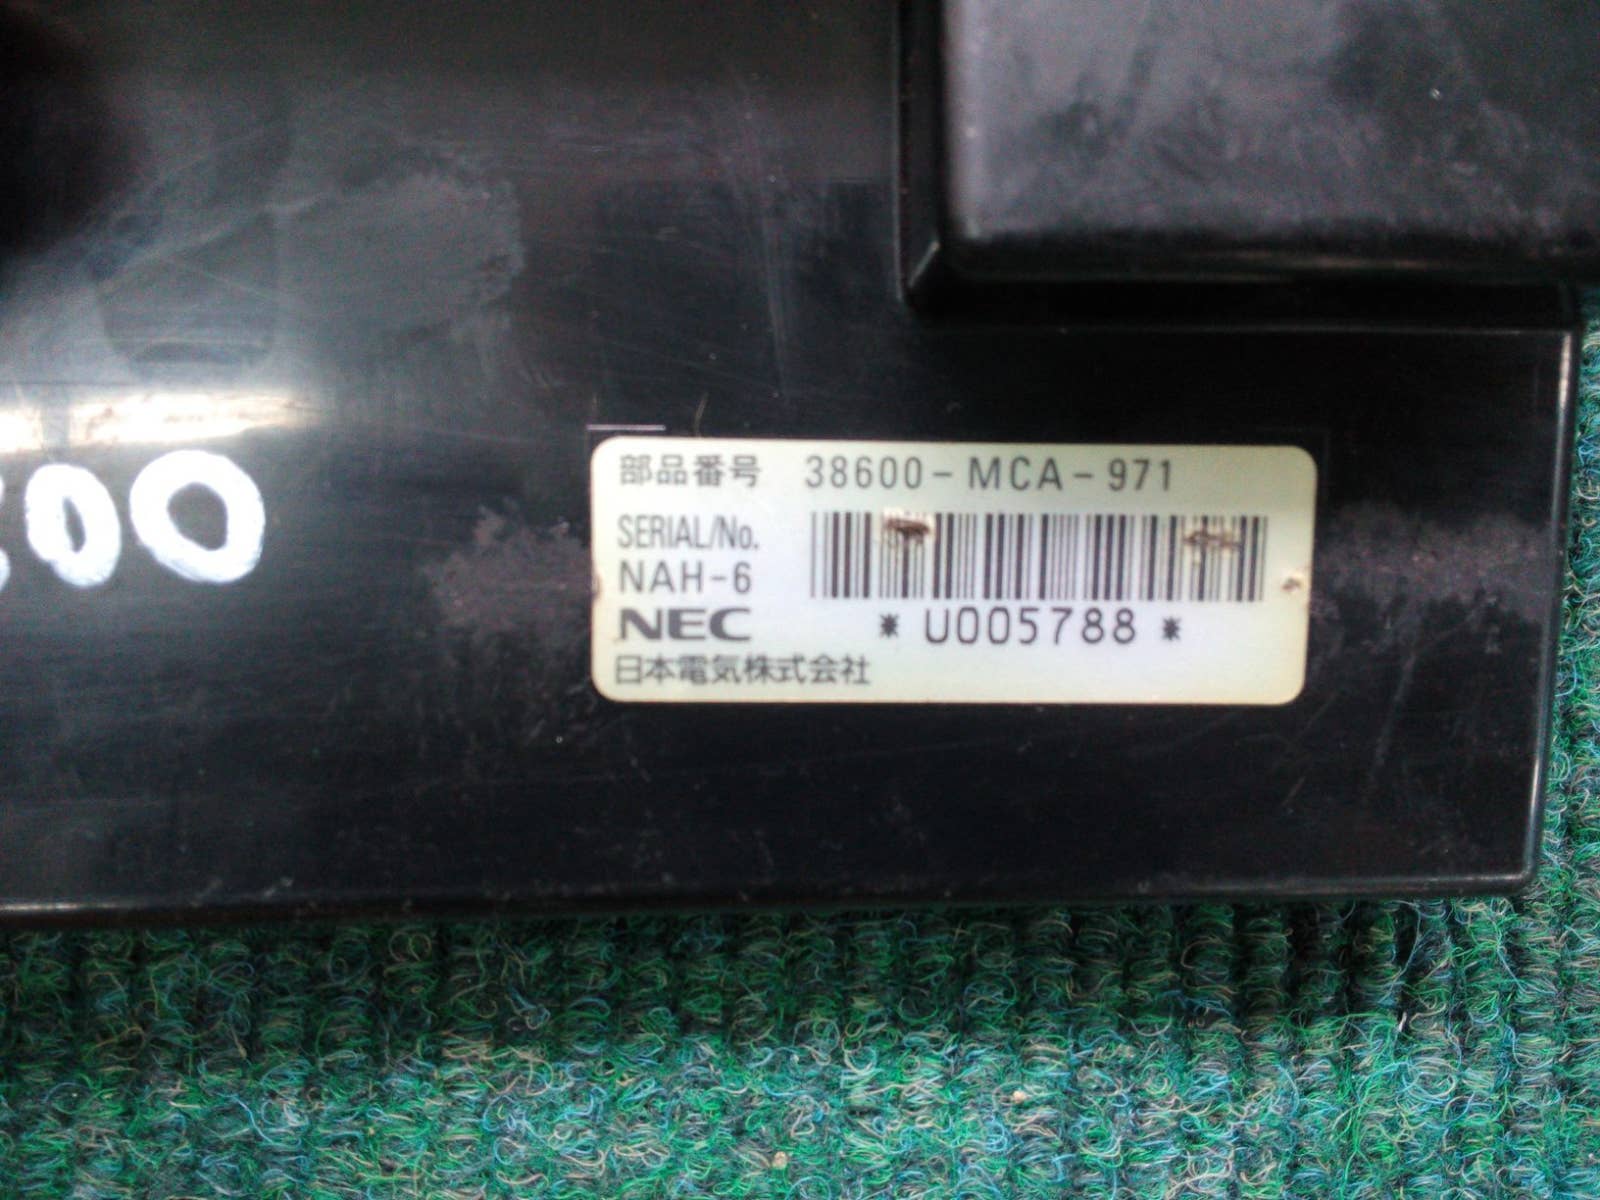 部品番号 38600-MCA-971
SERIAL/No.
NAH-6
NEC *U005788*
日本電気株式会社
00